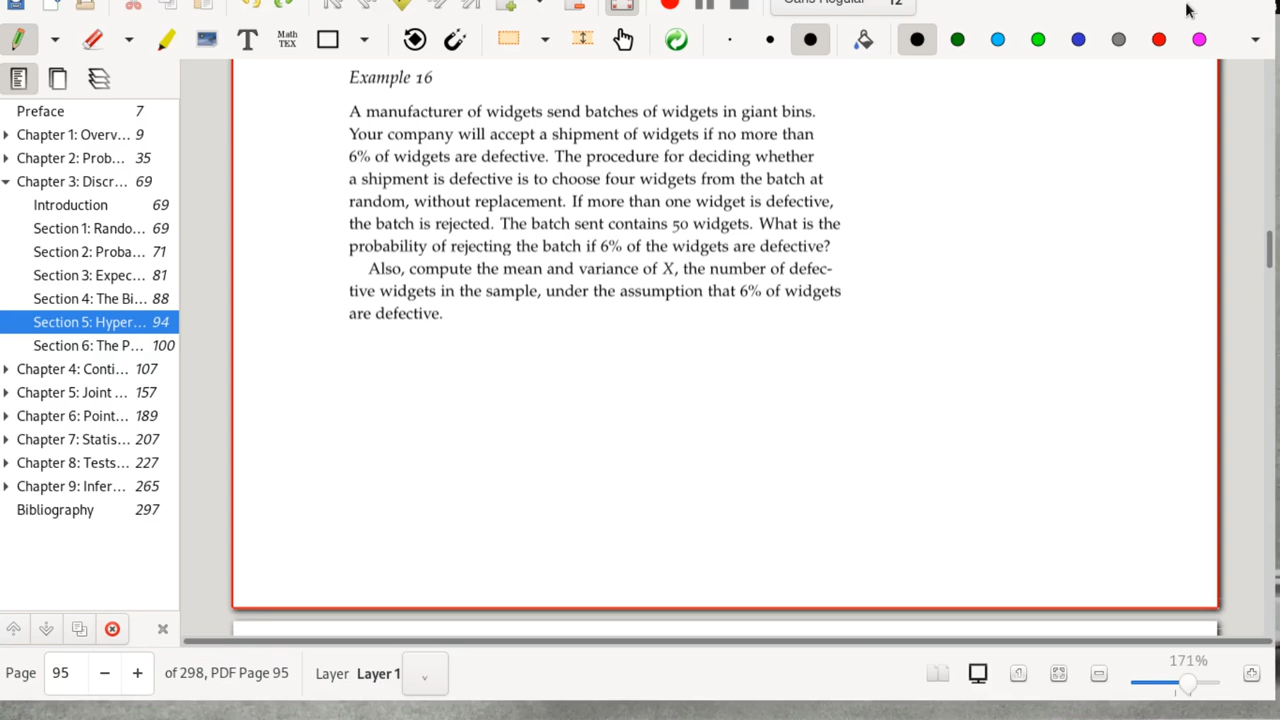 Math
TEX
Preface 7
Chapter 1: Overv... 9
Chapter 2: Prob... 35
Chapter 3: Discr... 69
Introduction 69
Section 1: Rando... 69
Section 2: Proba... 71
Section 3: Expec... 81
Section 4: The Bi... 88
Section 5: Hyper... 94
Section 6: The P... 100
Chapter 4: Conti... 107
Chapter 5: Joint ... 157
Chapter 6: Point... 189
Chapter 7: Statis... 207
Chapter 8: Tests... 227
Chapter 9: Infer... 265
Bibliography 297
Example 16
A manufacturer of widgets send batches of widgets in giant bins.
Your company will accept a shipment of widgets if no more than
6% of widgets are defective. The procedure for deciding whether
a shipment is defective is to choose four widgets from the batch at
random, without replacement. If more than one widget is defective,
the batch is rejected. The batch sent contains 50 widgets. What is the
probability of rejecting the batch if 6% of the widgets are defective?
Also, compute the mean and variance of X, the number of defec-
tive widgets in the sample, under the assumption that 6% of widgets
are defective.
Page 95 of 298, PDF Page 95 Layer Layer 1
171%